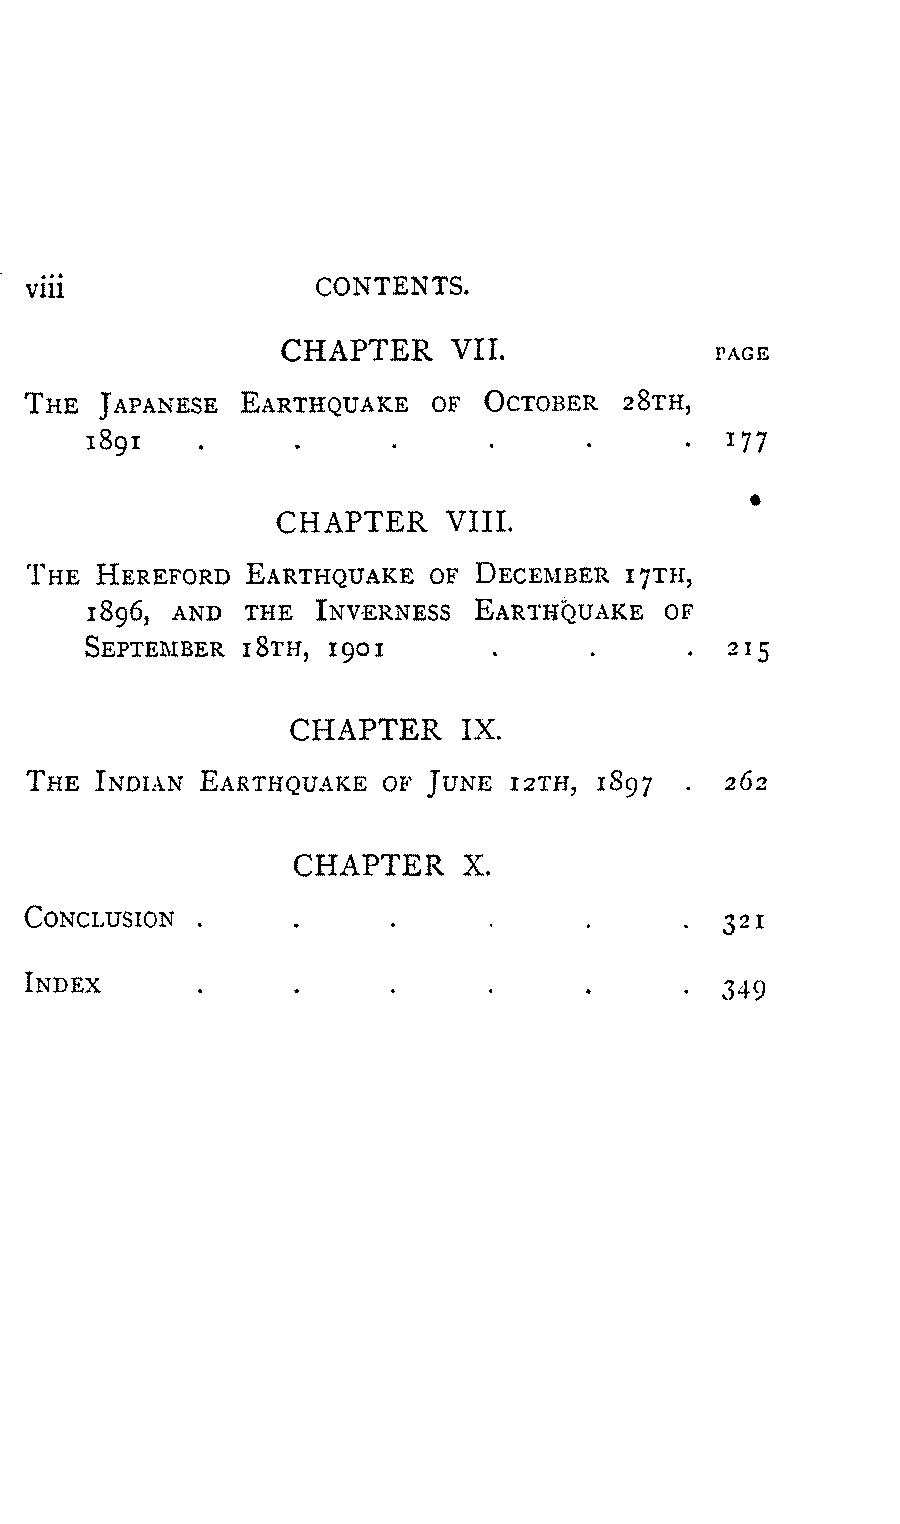 viii CONTENTS.
CHAPTER VII. PAGE
The Japanese Earthquake of October 28th,
1891 . . . . . . 177
CHAPTER VIII.
The Hereford Earthquake of December 17th,
1896, and the Inverness Earthquake of
September 18th, 1901 . . . 215
CHAPTER IX.
The Indian Earthquake of June 12th, 1897 . 262
CHAPTER X.
Conclusion . . . . . . 321
Index . . . . . . 349